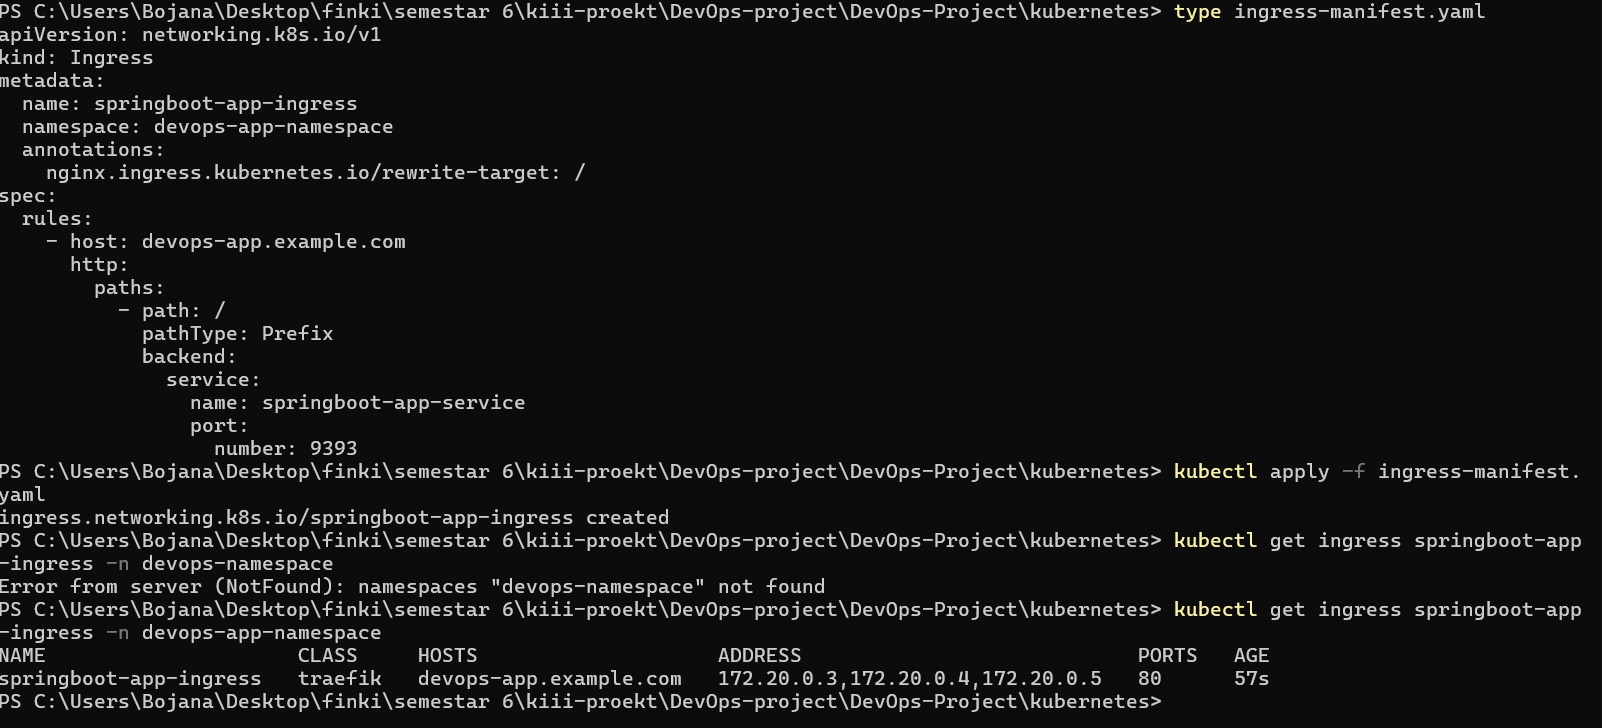 PS C:\Users\Bojana\Desktop\finki\semestar 6\kiii-proekt\DevOps-project\DevOps-Project\kubernetes> type ingress-manifest.yaml
apiVersion: networking.k8s.io/v1
kind: Ingress
metadata:
  name: springboot-app-ingress
  namespace: devops-app-namespace
  annotations:
    nginx.ingress.kubernetes.io/rewrite-target: /
spec:
  rules:
    - host: devops-app.example.com
      http:
        paths:
          - path: /
            pathType: Prefix
            backend:
              service:
                name: springboot-app-service
                port:
                  number: 9393
PS C:\Users\Bojana\Desktop\finki\semestar 6\kiii-proekt\DevOps-project\DevOps-Project\kubernetes> kubectl apply -f ingress-manifest.
yaml
ingress.networking.k8s.io/springboot-app-ingress created
PS C:\Users\Bojana\Desktop\finki\semestar 6\kiii-proekt\DevOps-project\DevOps-Project\kubernetes> kubectl get ingress springboot-app
-ingress -n devops-namespace
Error from server (NotFound): namespaces "devops-namespace" not found
PS C:\Users\Bojana\Desktop\finki\semestar 6\kiii-proekt\DevOps-project\DevOps-Project\kubernetes> kubectl get ingress springboot-app
-ingress -n devops-app-namespace
NAME                     CLASS     HOSTS                    ADDRESS                            PORTS   AGE
springboot-app-ingress   traefik   devops-app.example.com   172.20.0.3,172.20.0.4,172.20.0.5   80      57s
PS C:\Users\Bojana\Desktop\finki\semestar 6\kiii-proekt\DevOps-project\DevOps-Project\kubernetes>